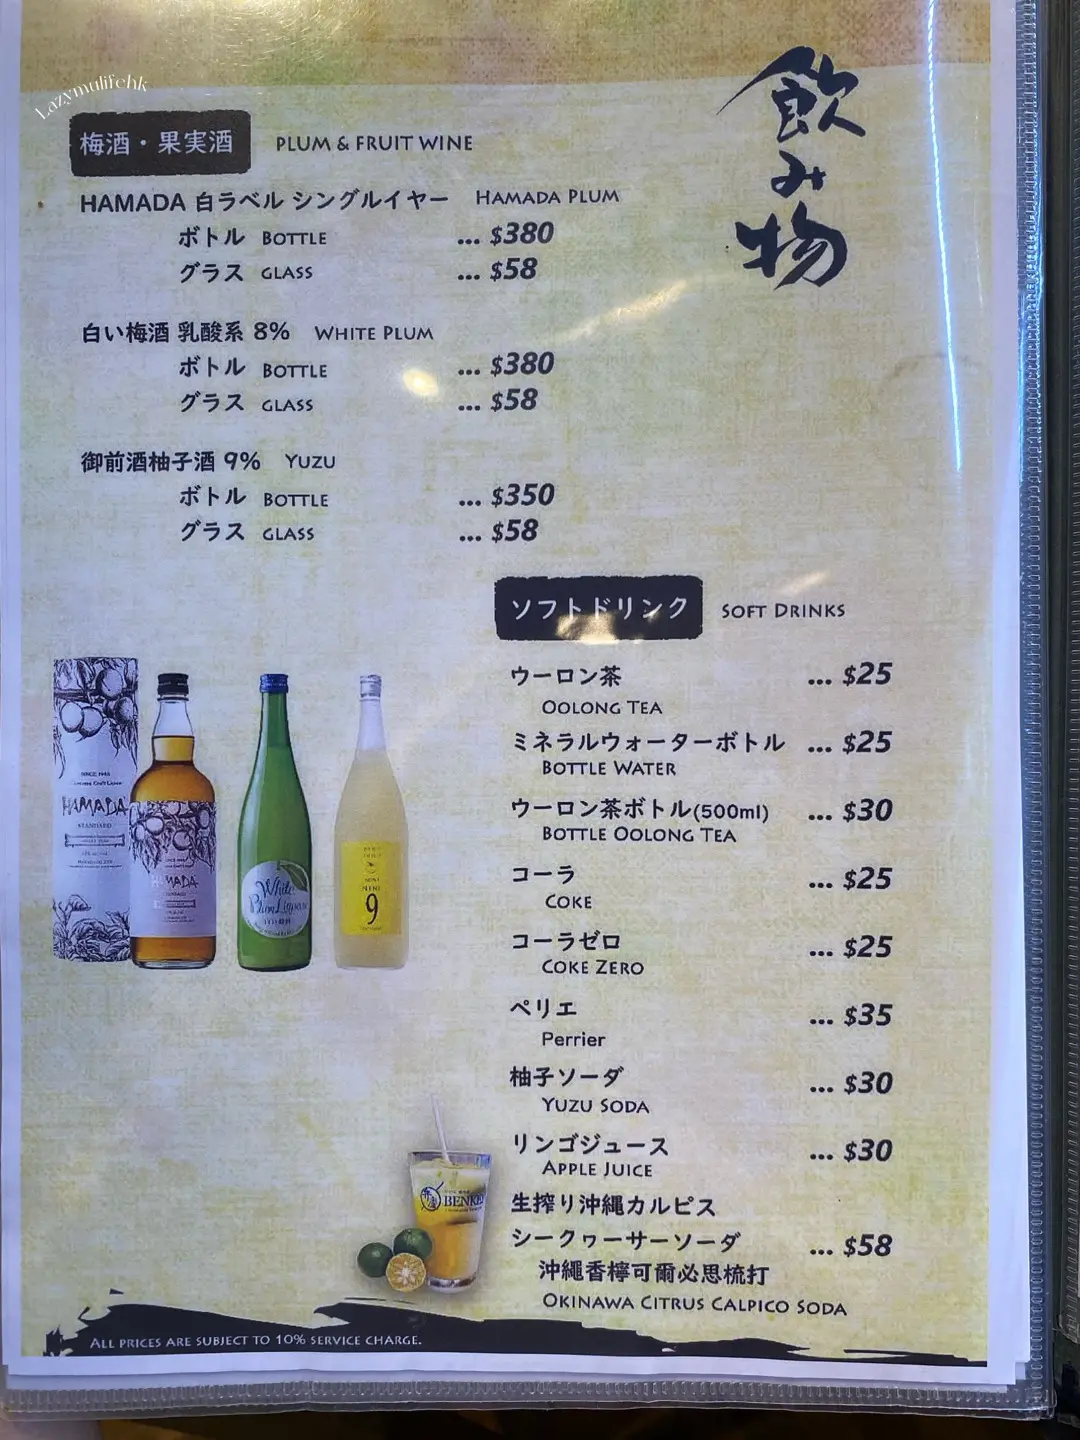 Lazymulifehk
飲み物
梅酒・果実酒 PLUM & FRUIT WINE
HAMADA 白ラベル シングルイヤー HAMADA PLUM
ボトル BOTTLE ... $380
グラス GLASS ... $58
白い梅酒 乳酸系 8% WHITE PLUM
ボトル BOTTLE ... $380
グラス GLASS ... $58
御前酒柚子酒 9% YUZU
ボトル BOTTLE ... $350
グラス GLASS ... $58
ソフトドリンク SOFT DRINKS
ウーロン茶 ... $25
OOLONG TEA
ミネラルウォーターボトル ... $25
BOTTLE WATER
ウーロン茶ボトル(500ml) ... $30
BOTTLE OOLONG TEA
コーラ ... $25
COKE
コーラゼロ ... $25
COKE ZERO
ペリエ ... $35
Perrier
柚子ソーダ ... $30
YUZU SODA
リンゴジュース ... $30
APPLE JUICE
生搾り沖縄カルピス
シークヮーサーソーダ ... $58
沖繩香檸可爾必思梳打
OKINAWA CITRUS CALPICO SODA
SINCE
HAMADA
STANDARD
HAMADA
White
Plum Liqueur
9
ALL PRICES ARE SUBJECT TO 10% SERVICE CHARGE.